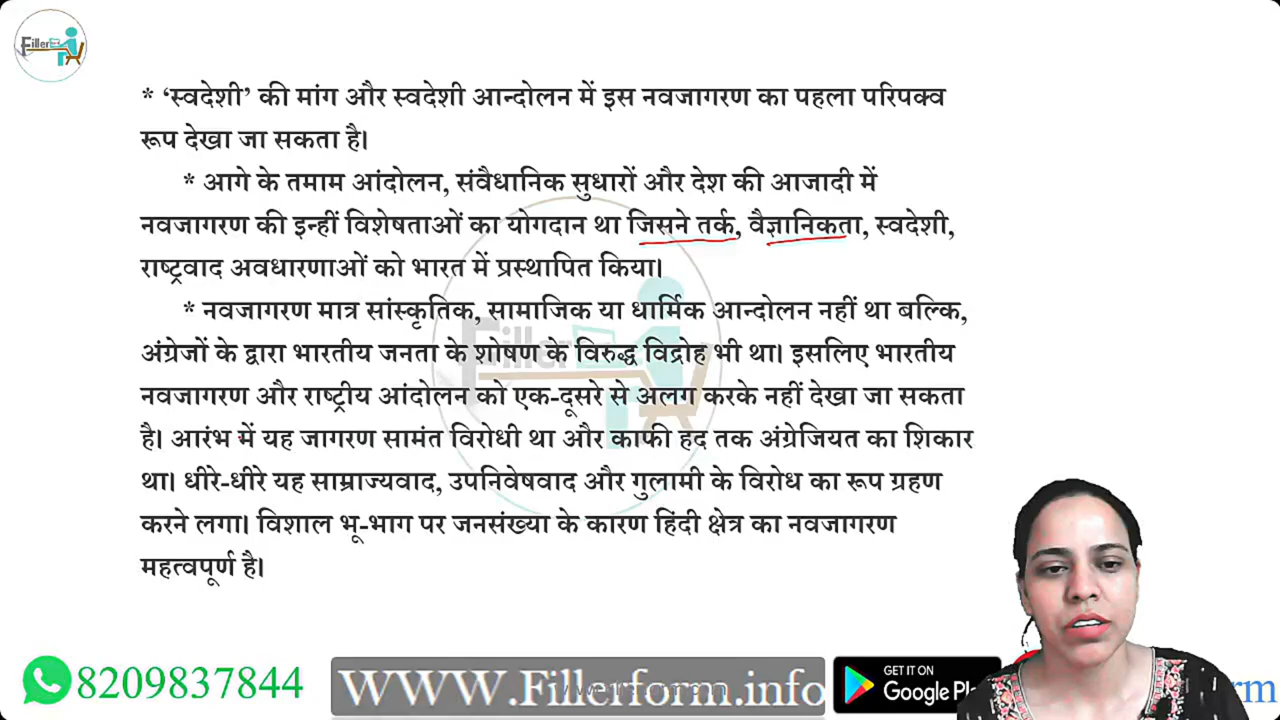 Filler
* ‘स्वदेशी’ की मांग और स्वदेशी आन्दोलन में इस नवजागरण का पहला परिपक्व
रूप देखा जा सकता है।
* आगे के तमाम आंदोलन, संवैधानिक सुधारों और देश की आजादी में
नवजागरण की इन्हीं विशेषताओं का योगदान था जिसने तर्क, वैज्ञानिकता, स्वदेशी,
राष्ट्रवाद अवधारणाओं को भारत में प्रस्थापित किया।
* नवजागरण मात्र सांस्कृतिक, सामाजिक या धार्मिक आन्दोलन नहीं था बल्कि,
अंग्रेजों के द्वारा भारतीय जनता के शोषण के विरुद्ध विद्रोह भी था। इसलिए भारतीय
नवजागरण और राष्ट्रीय आंदोलन को एक-दूसरे से अलग करके नहीं देखा जा सकता
है। आरंभ में यह जागरण सामंत विरोधी था और काफी हद तक अंग्रेजियत का शिकार
था। धीरे-धीरे यह साम्राज्यवाद, उपनिवेषवाद और गुलामी के विरोध का रूप ग्रहण
करने लगा। विशाल भू-भाग पर जनसंख्या के कारण हिंदी क्षेत्र का नवजागरण
महत्वपूर्ण है।
Filler
8209837844 WWW.Fillerform.info GET IT ON
Google Pla